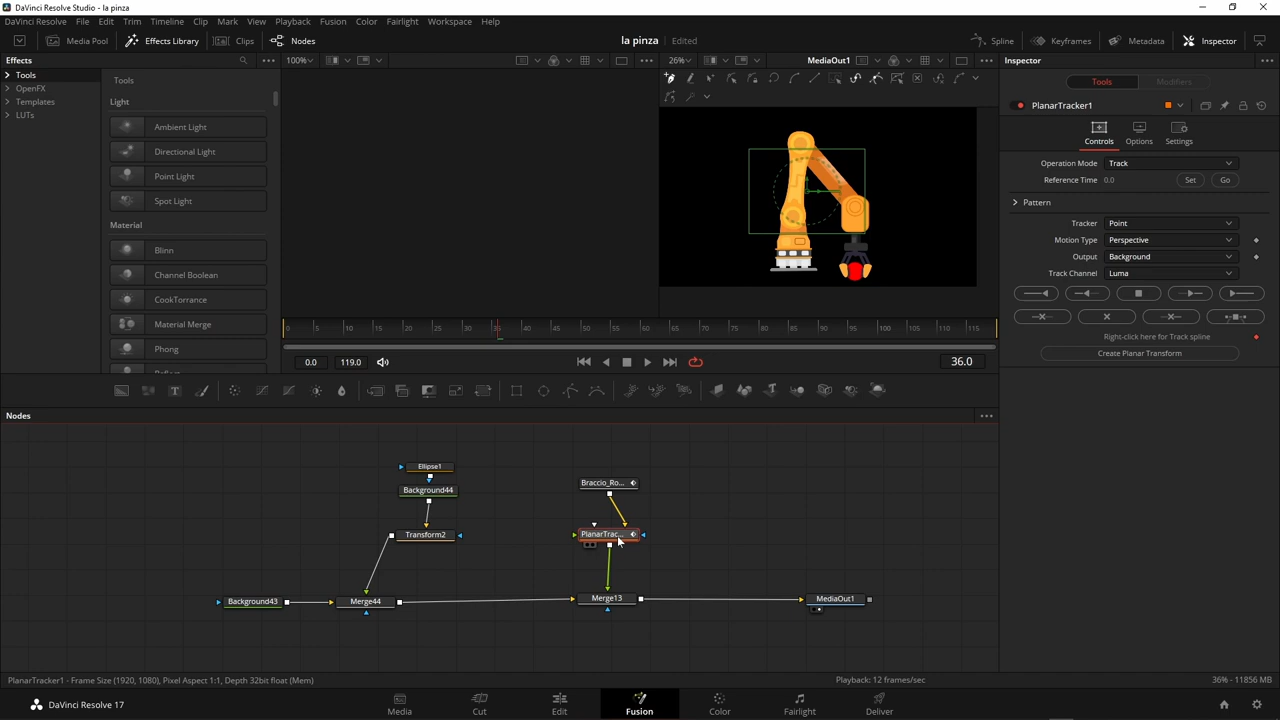 DaVinci Resolve Studio - la pinza
DaVinci Resolve File Edit Trim Timeline Clip Mark View Playback Fusion Color Fairlight Workspace Help
Media Pool Effects Library Clips Nodes la pinza Edited Spline Keyframes Metadata Inspector
Effects 100% 26% MediaOut1 Inspector
Tools
OpenFX
Templates
LUTs
Tools
Light
Ambient Light
Directional Light
Point Light
Spot Light
Material
Blinn
Channel Boolean
CookTorrance
Material Merge
Phong
Tools Modifiers
PlanarTracker1
Controls Options Settings
Operation Mode Track
Reference Time 0.0 Set Go
Pattern
Tracker Point
Motion Type Perspective
Output Background
Track Channel Luma
Right-click here for Track spline
Create Planar Transform
0 5 10 15 20 25 30 40 45 50 55 60 65 70 75 80 85 90 95 100 105 110 115
0.0 119.0 36.0
Nodes
Ellipse1
Background44
Transform2
Braccio_Ro...
PlanarTrac...
Background43
Merge44
Merge13
MediaOut1
PlanarTracker1 - Frame Size (1920, 1080), Pixel Aspect 1:1, Depth 32bit float (Mem) Playback: 12 frames/sec 36% - 11856 MB
DaVinci Resolve 17 Media Cut Edit Fusion Color Fairlight Deliver